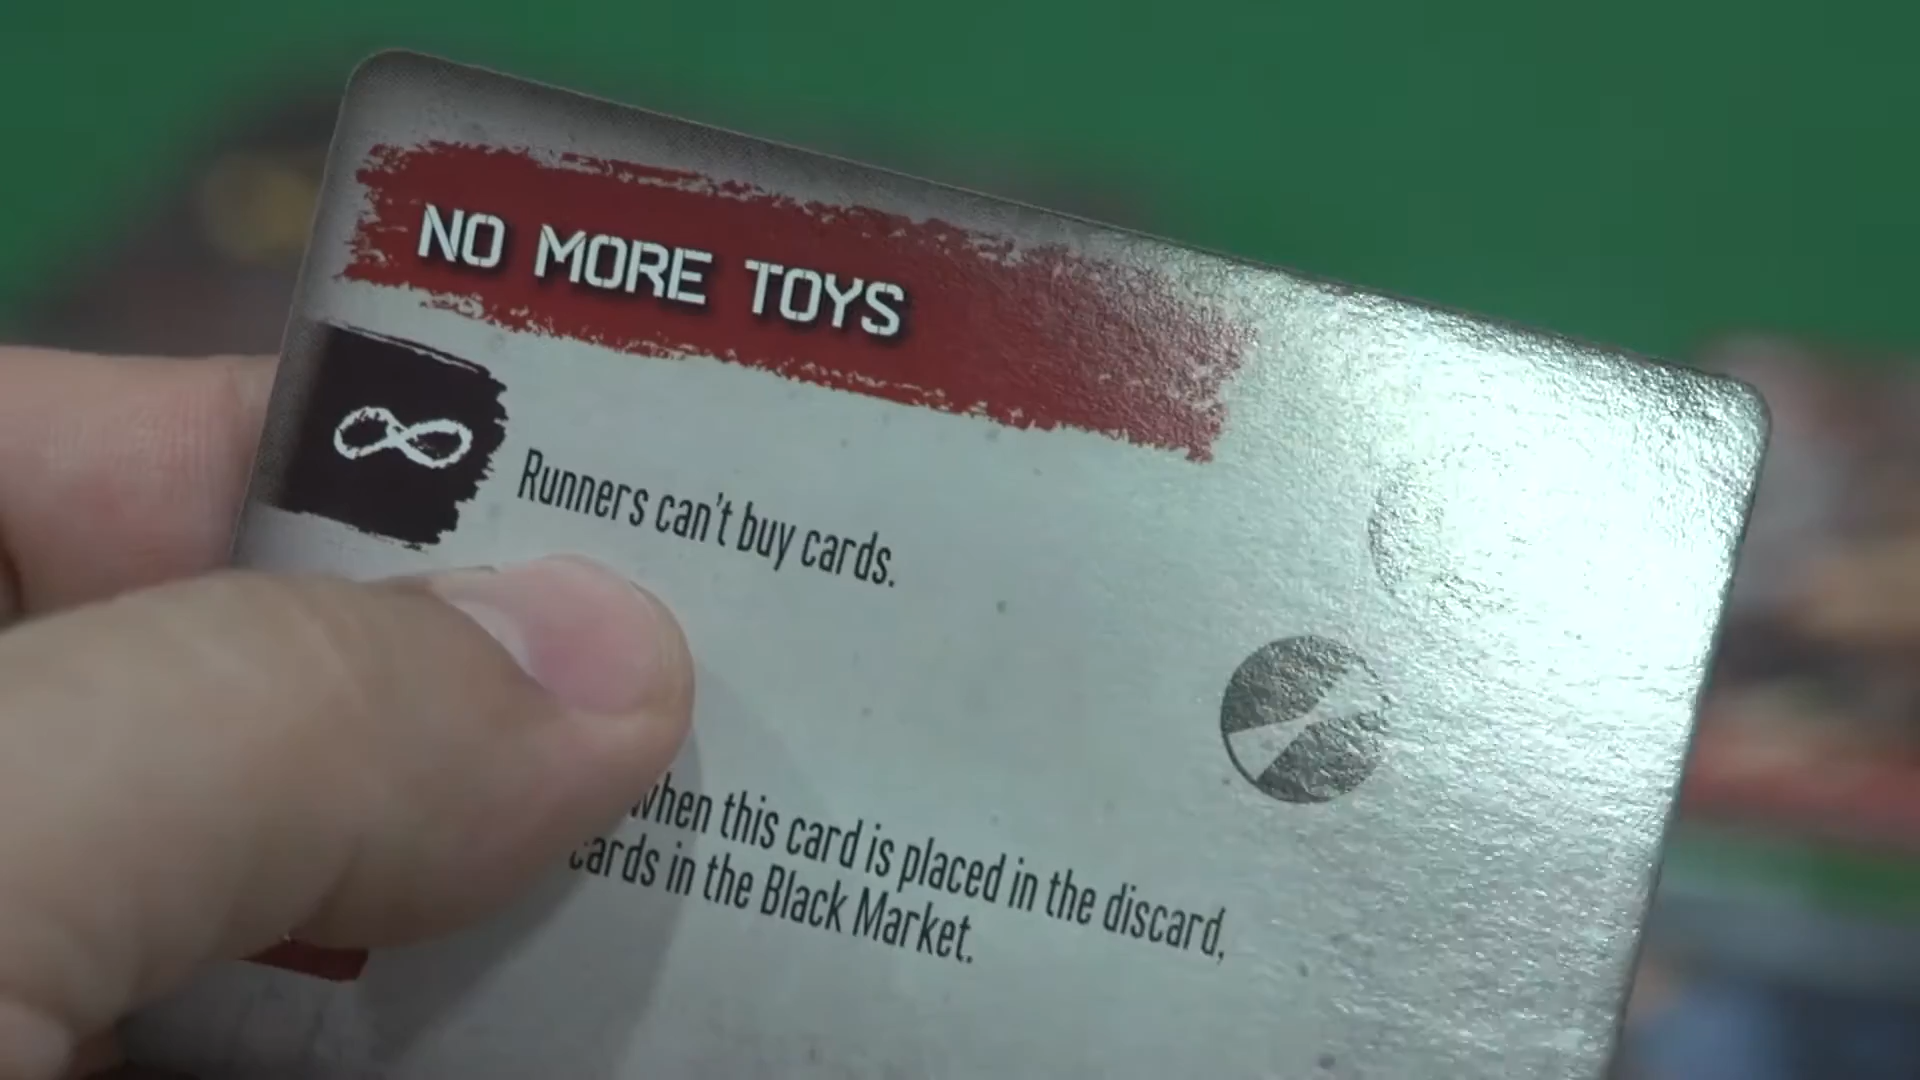 NO MORE TOYS
Runners can't buy cards.
when this card is placed in the discard,
cards in the Black Market.